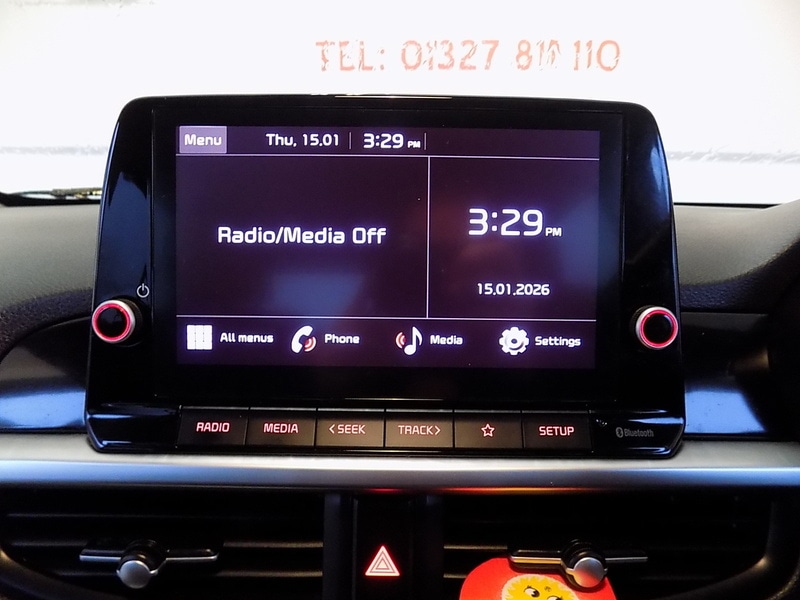 TEL: 01327 811 110
Menu Thu, 15.01 3:29 PM
Radio/Media Off
3:29 PM
15.01.2026
All menus Phone Media Settings
RADIO MEDIA <SEEK TRACK> SETUP
Bluetooth